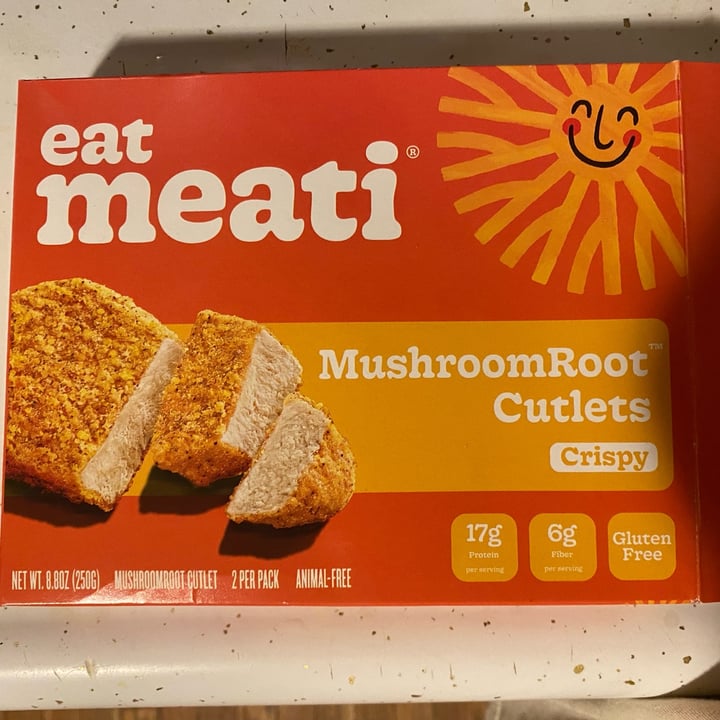 eat
meati®
MushroomRoot™
Cutlets
Crispy
17g
Protein
per serving
6g
Fiber
per serving
Gluten
Free
NET WT. 8.8OZ (250G) MUSHROOMROOT CUTLET 2 PER PACK ANIMAL-FREE